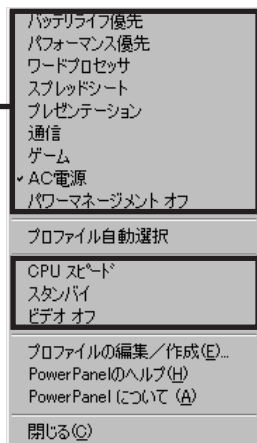 バッテリライフ優先
パフォーマンス優先
ワードプロセッサ
スプレッドシート
プレゼンテーション
通信
ゲーム
AC電源
パワーマネージメント オフ
プロファイル自動選択
CPU スピード
スタンバイ
ビデオ オフ
プロファイルの編集／作成(E)...
PowerPanelのヘルプ(H)
PowerPanel について (A)
閉じる(C)